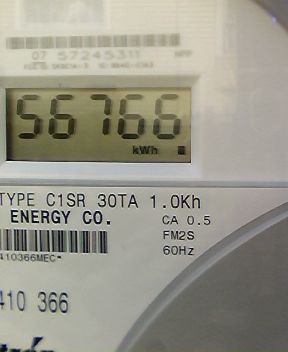 07 57245311
56766
kWh
TYPE C1SR 30TA 1.0Kh
ENERGY CO.
CA 0.5
FM2S
60Hz
410366MEC*
410 366